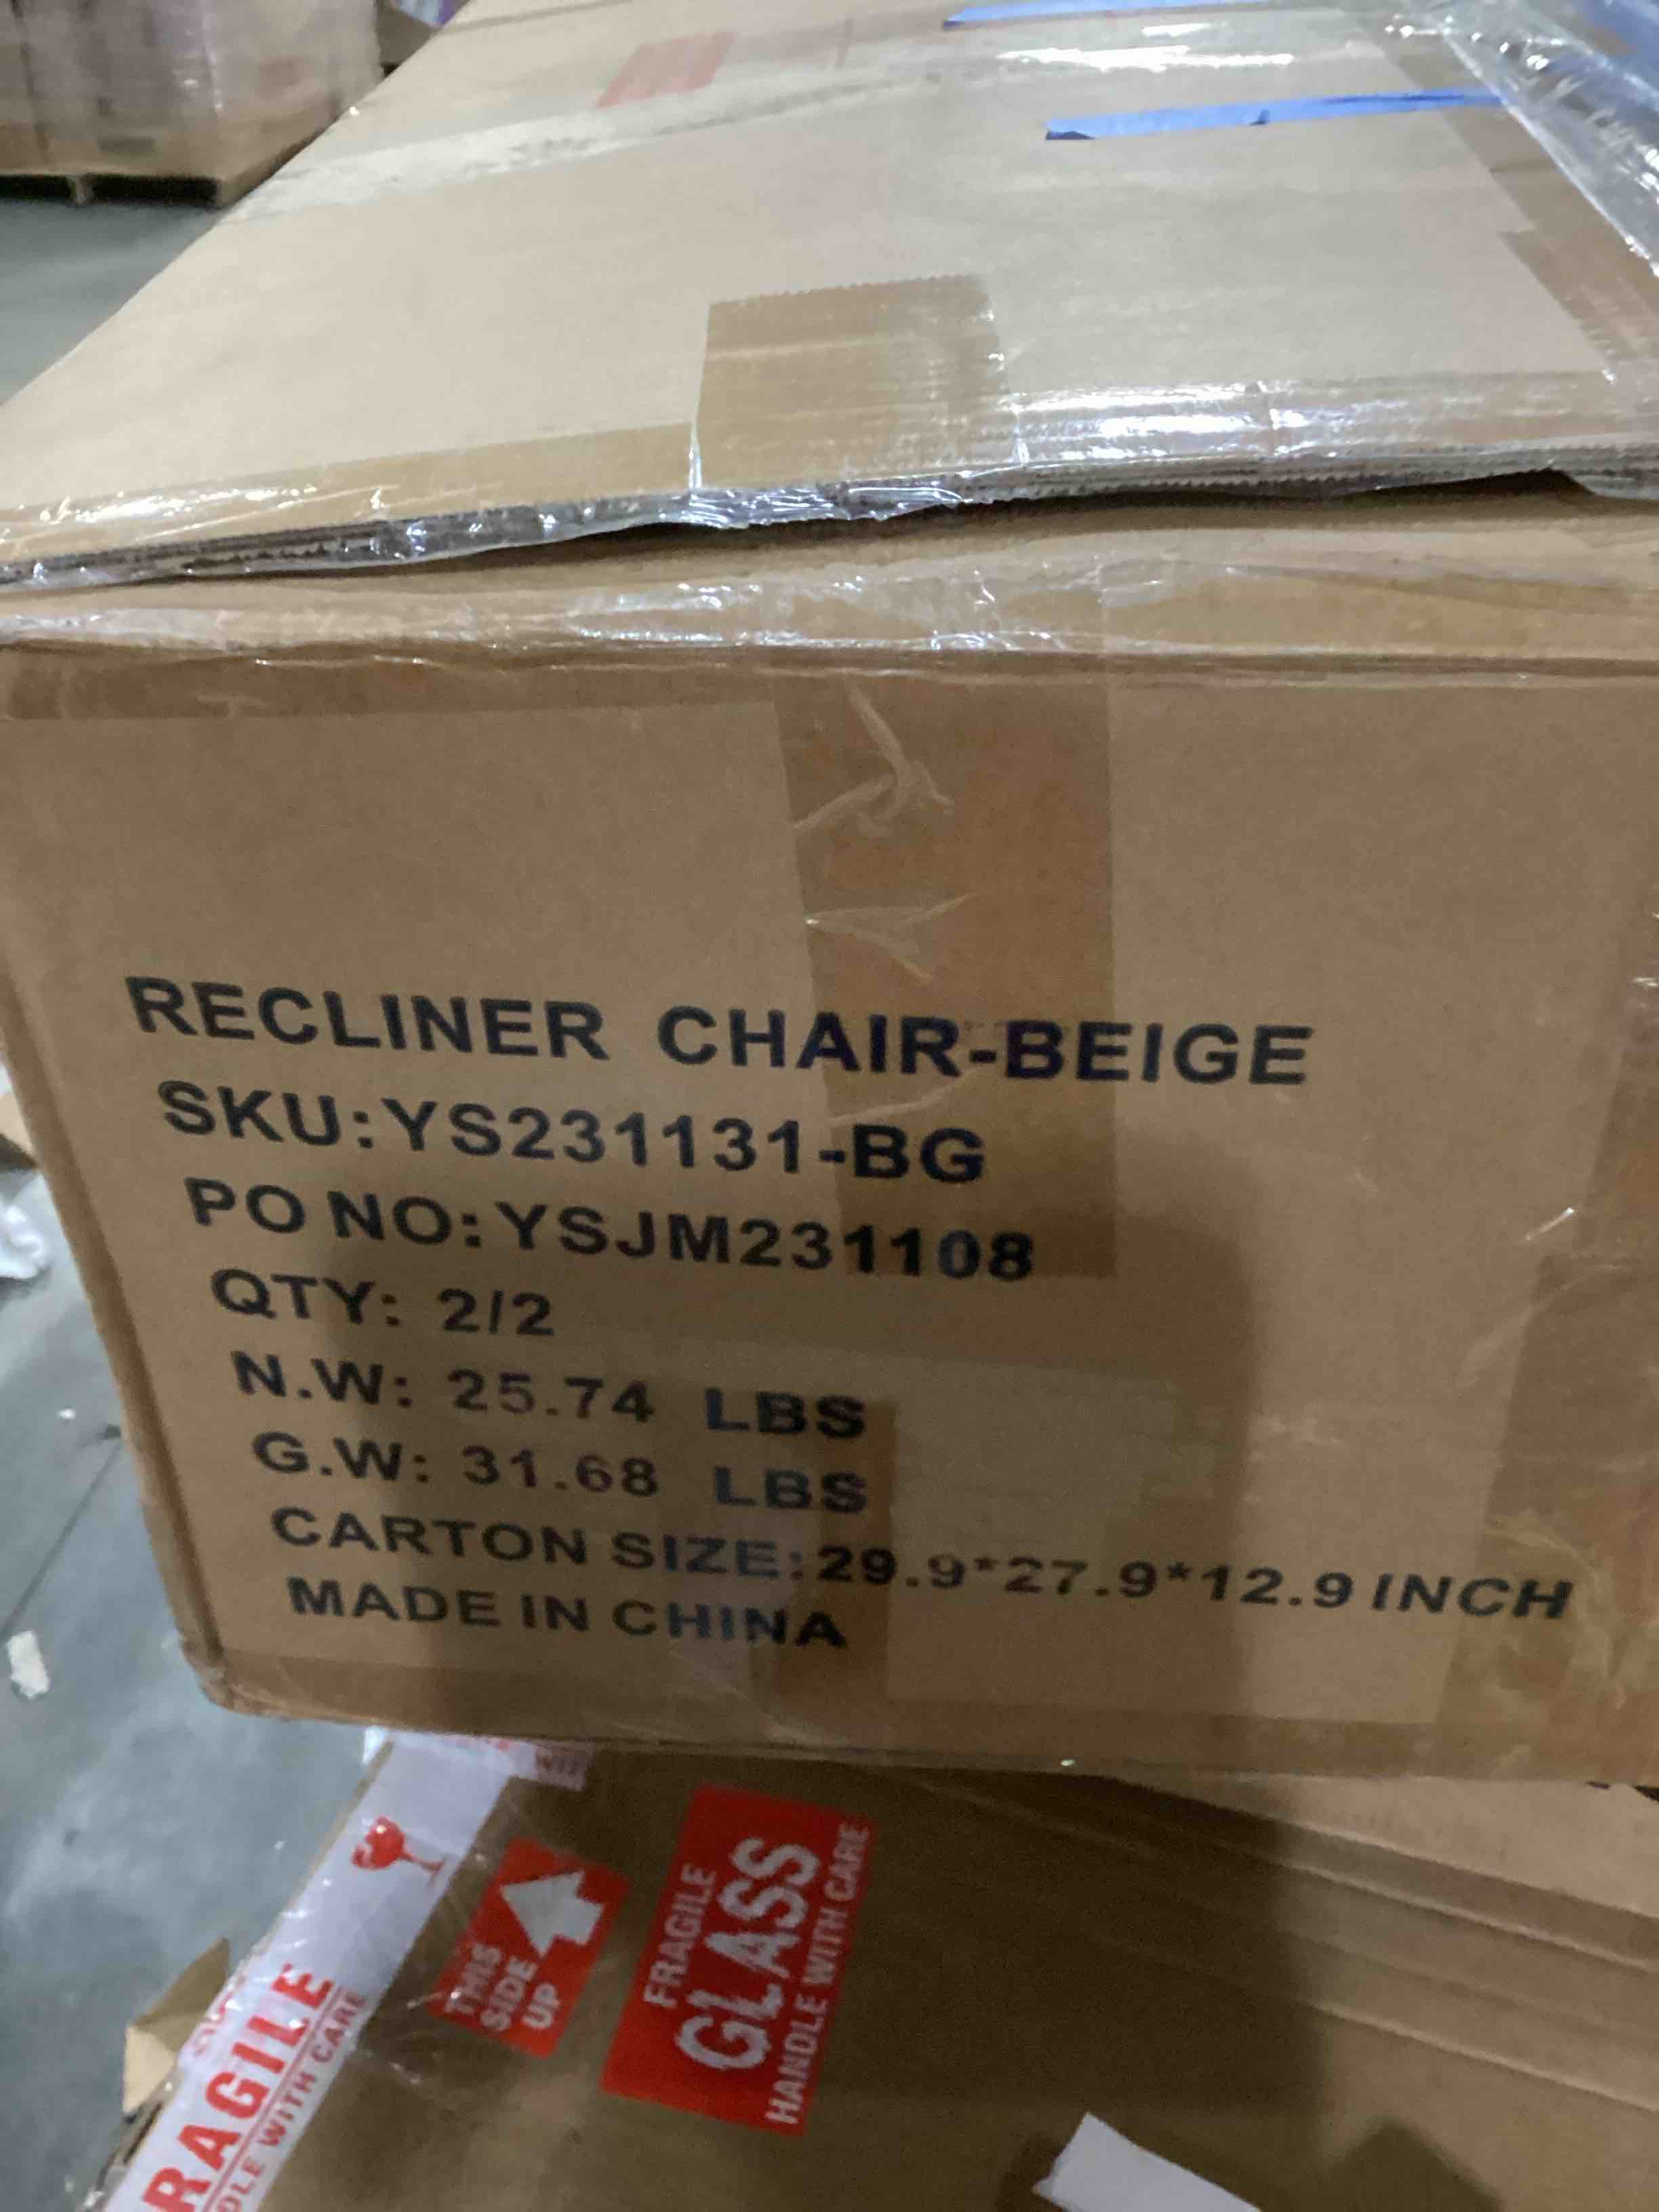 RECLINER CHAIR-BEIGE
SKU:YS231131-BG
PO NO:YSJM231108
QTY: 2/2
N.W: 25.74 LBS
G.W: 31.68 LBS
CARTON SIZE:29.9*27.9*12.9 INCH
MADE IN CHINA
THIS
SIDE
UP
FRAGILE
GLASS
HANDLE WITH CARE
WITH CARE